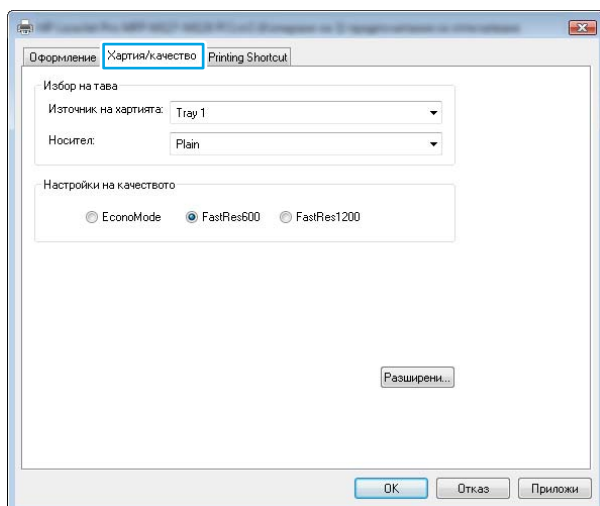 Оформление Хартия/качество Printing Shortcut
Избор на тава
Източник на хартията: Tray 1
Носител: Plain
Настройки на качеството
EconoMode FastRes600 FastRes1200
Разширени...
OK Отказ Приложи